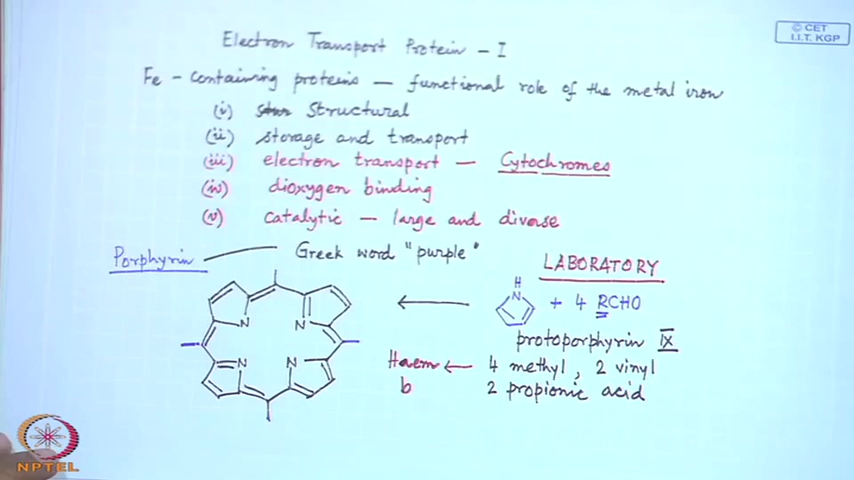 © CET
I.I.T. KGP
Electron Transport Protein - I
Fe - containing proteins — functional role of the metal iron
(i) Structural
(ii) storage and transport
(iii) electron transport — Cytochromes
(iv) dioxygen binding
(v) catalytic — large and diverse
Porphyrin — Greek word "purple"
LABORATORY
H
N
+ 4 RCHO
N N
N N
protoporphyrin IX
Haem ← 4 methyl, 2 vinyl
b 2 propionic acid
NPTEL